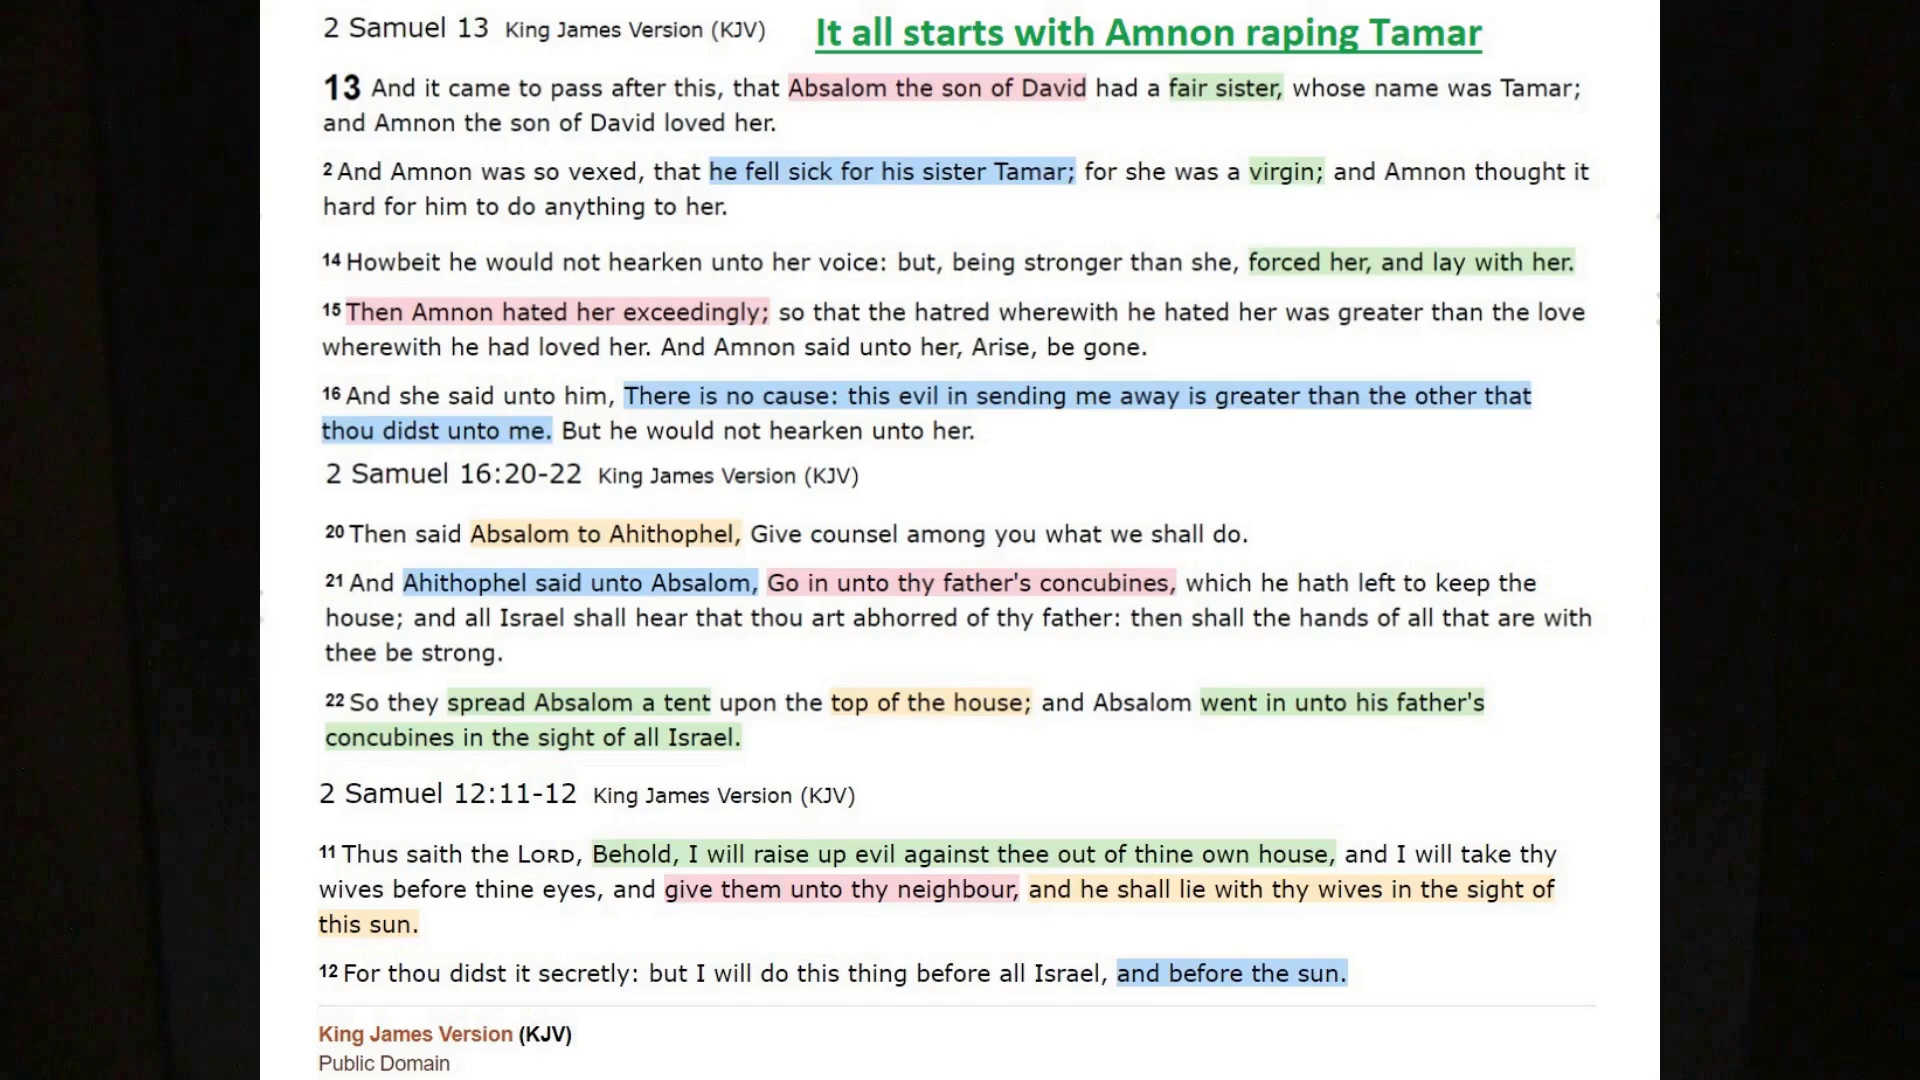 2 Samuel 13 King James Version (KJV) It all starts with Amnon raping Tamar
13 And it came to pass after this, that Absalom the son of David had a fair sister, whose name was Tamar;
and Amnon the son of David loved her.
2 And Amnon was so vexed, that he fell sick for his sister Tamar; for she was a virgin; and Amnon thought it
hard for him to do anything to her.
14 Howbeit he would not hearken unto her voice: but, being stronger than she, forced her, and lay with her.
15 Then Amnon hated her exceedingly; so that the hatred wherewith he hated her was greater than the love
wherewith he had loved her. And Amnon said unto her, Arise, be gone.
16 And she said unto him, There is no cause: this evil in sending me away is greater than the other that
thou didst unto me. But he would not hearken unto her.
2 Samuel 16:20-22 King James Version (KJV)
20 Then said Absalom to Ahithophel, Give counsel among you what we shall do.
21 And Ahithophel said unto Absalom, Go in unto thy father's concubines, which he hath left to keep the
house; and all Israel shall hear that thou art abhorred of thy father: then shall the hands of all that are with
thee be strong.
22 So they spread Absalom a tent upon the top of the house; and Absalom went in unto his father's
concubines in the sight of all Israel.
2 Samuel 12:11-12 King James Version (KJV)
11 Thus saith the LORD, Behold, I will raise up evil against thee out of thine own house, and I will take thy
wives before thine eyes, and give them unto thy neighbour, and he shall lie with thy wives in the sight of
this sun.
12 For thou didst it secretly: but I will do this thing before all Israel, and before the sun.
King James Version (KJV)
Public Domain